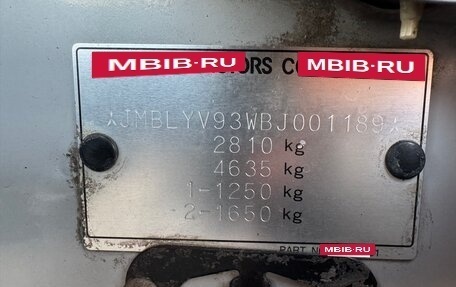 MBIB.RU ORS CO MBIB.RU
*JMBLYV93WBJ001189*
2810 kg
4635 kg
1-1250 kg
2-1650 kg
PART N MBIB.RU